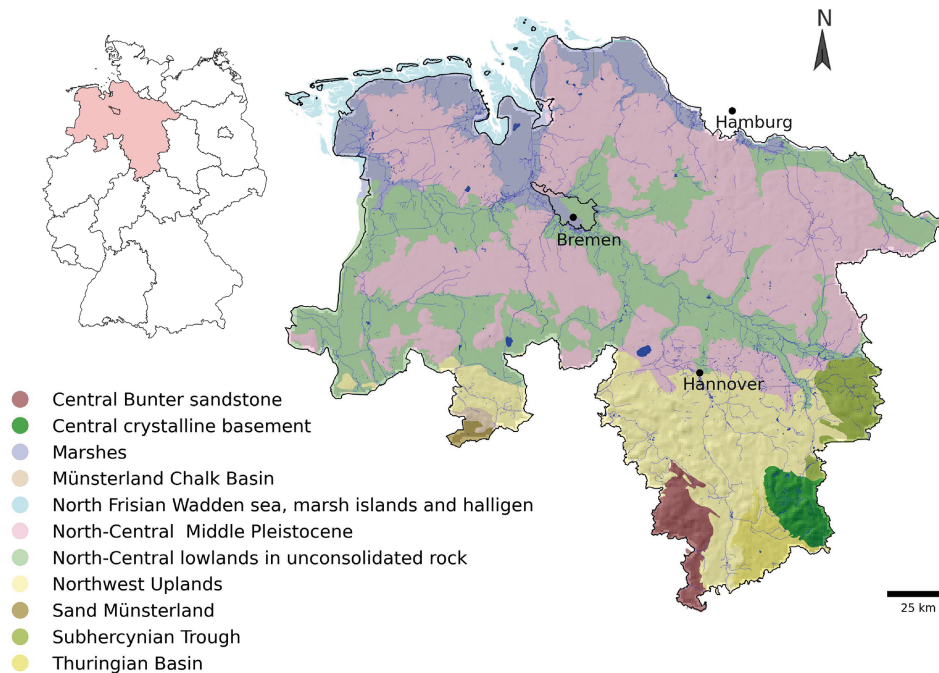 N
Hamburg
Bremen
Hannover
Central Bunter sandstone
Central crystalline basement
Marshes
Münsterland Chalk Basin
North Frisian Wadden sea, marsh islands and halligen
North-Central Middle Pleistocene
North-Central lowlands in unconsolidated rock
Northwest Uplands
Sand Münsterland
Subhercynian Trough
Thuringian Basin
25 km